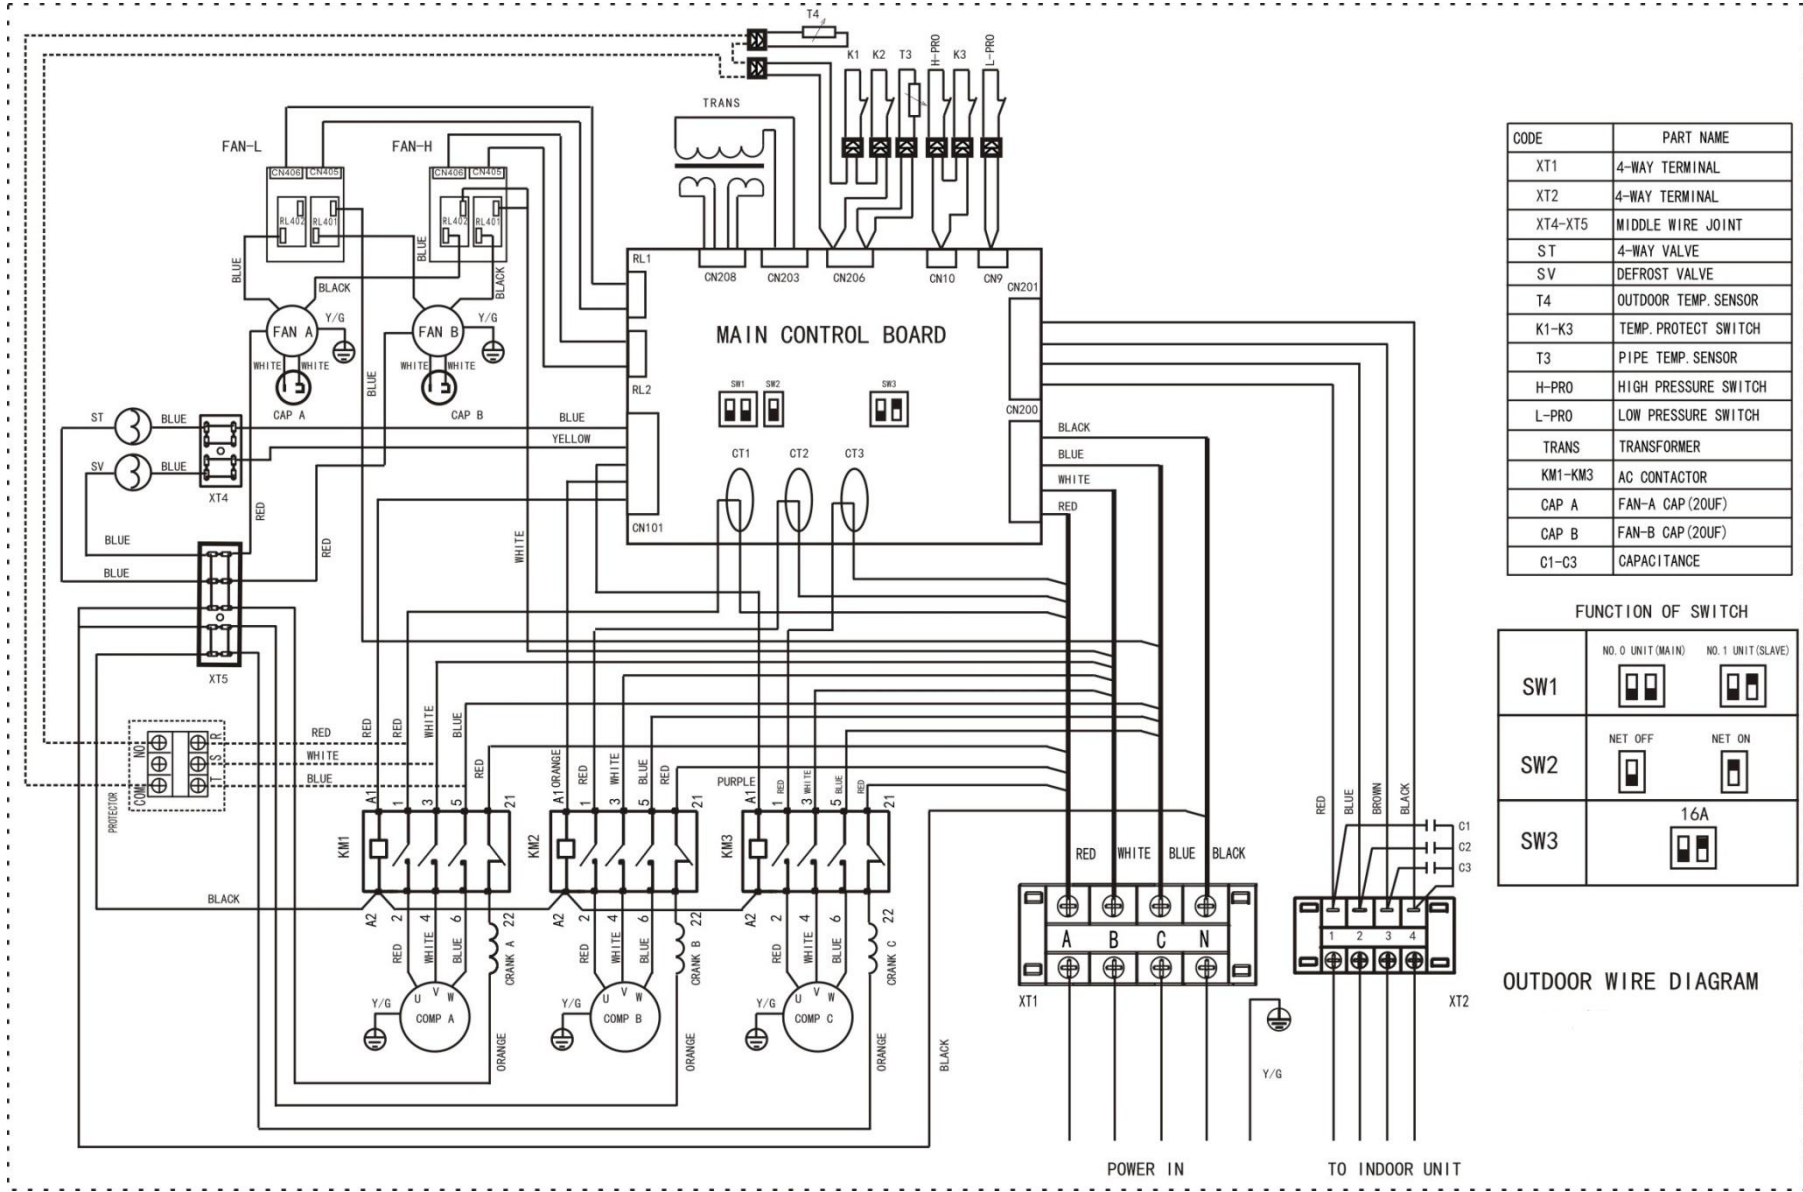 T4
K1 K2 T3 H-PRO K3 L-PRO
TRANS
FAN-L FAN-H
CN406 CN405 CN406 CN405
RL402 RL401 RL402 RL401
BLUE BLUE
BLACK BLACK
FAN A Y/G FAN B Y/G
WHITE WHITE WHITE WHITE
CAP A CAP B
BLUE
RL1 CN208 CN203 CN206 CN10 CN9
CN201
MAIN CONTROL BOARD
RL2
SW1 SW2 SW3
CN200
CT1 CT2 CT3
CN101
ST BLUE BLUE
YELLOW
SV BLUE
XT4
RED RED WHITE
BLUE
BLUE
XT5
BLACK
BLUE
WHITE
RED
NO. R
S
COM. T
PROTECTOR
RED
WHITE
BLUE
RED RED WHITE BLUE RED
A1 1 3 5 21
KM1
ORANGE RED WHITE BLUE RED
A1 1 3 5 21
KM2
PURPLE RED WHITE BLUE RED
A1 1 3 5 21
KM3
BLACK
A2 2 4 6 22
A2 2 4 6 22
A2 2 4 6 22
RED WHITE BLUE CRANK A
RED WHITE BLUE CRANK B
RED WHITE BLUE CRANK C
Y/G U V W
COMP A
Y/G U V W
COMP B
Y/G U V W
COMP C
ORANGE ORANGE ORANGE BLACK
RED WHITE BLUE BLACK
A B C N
XT1
Y/G
POWER IN
RED BLUE BROWN BLACK
C1
C2
C3
1 2 3 4
XT2
TO INDOOR UNIT
CODE PART NAME
XT1 4-WAY TERMINAL
XT2 4-WAY TERMINAL
XT4-XT5 MIDDLE WIRE JOINT
ST 4-WAY VALVE
SV DEFROST VALVE
T4 OUTDOOR TEMP. SENSOR
K1-K3 TEMP. PROTECT SWITCH
T3 PIPE TEMP. SENSOR
H-PRO HIGH PRESSURE SWITCH
L-PRO LOW PRESSURE SWITCH
TRANS TRANSFORMER
KM1-KM3 AC CONTACTOR
CAP A FAN-A CAP(20UF)
CAP B FAN-B CAP(20UF)
C1-C3 CAPACITANCE
FUNCTION OF SWITCH
SW1 NO.0 UNIT(MAIN) NO.1 UNIT(SLAVE)
SW2 NET OFF NET ON
SW3 16A
OUTDOOR WIRE DIAGRAM